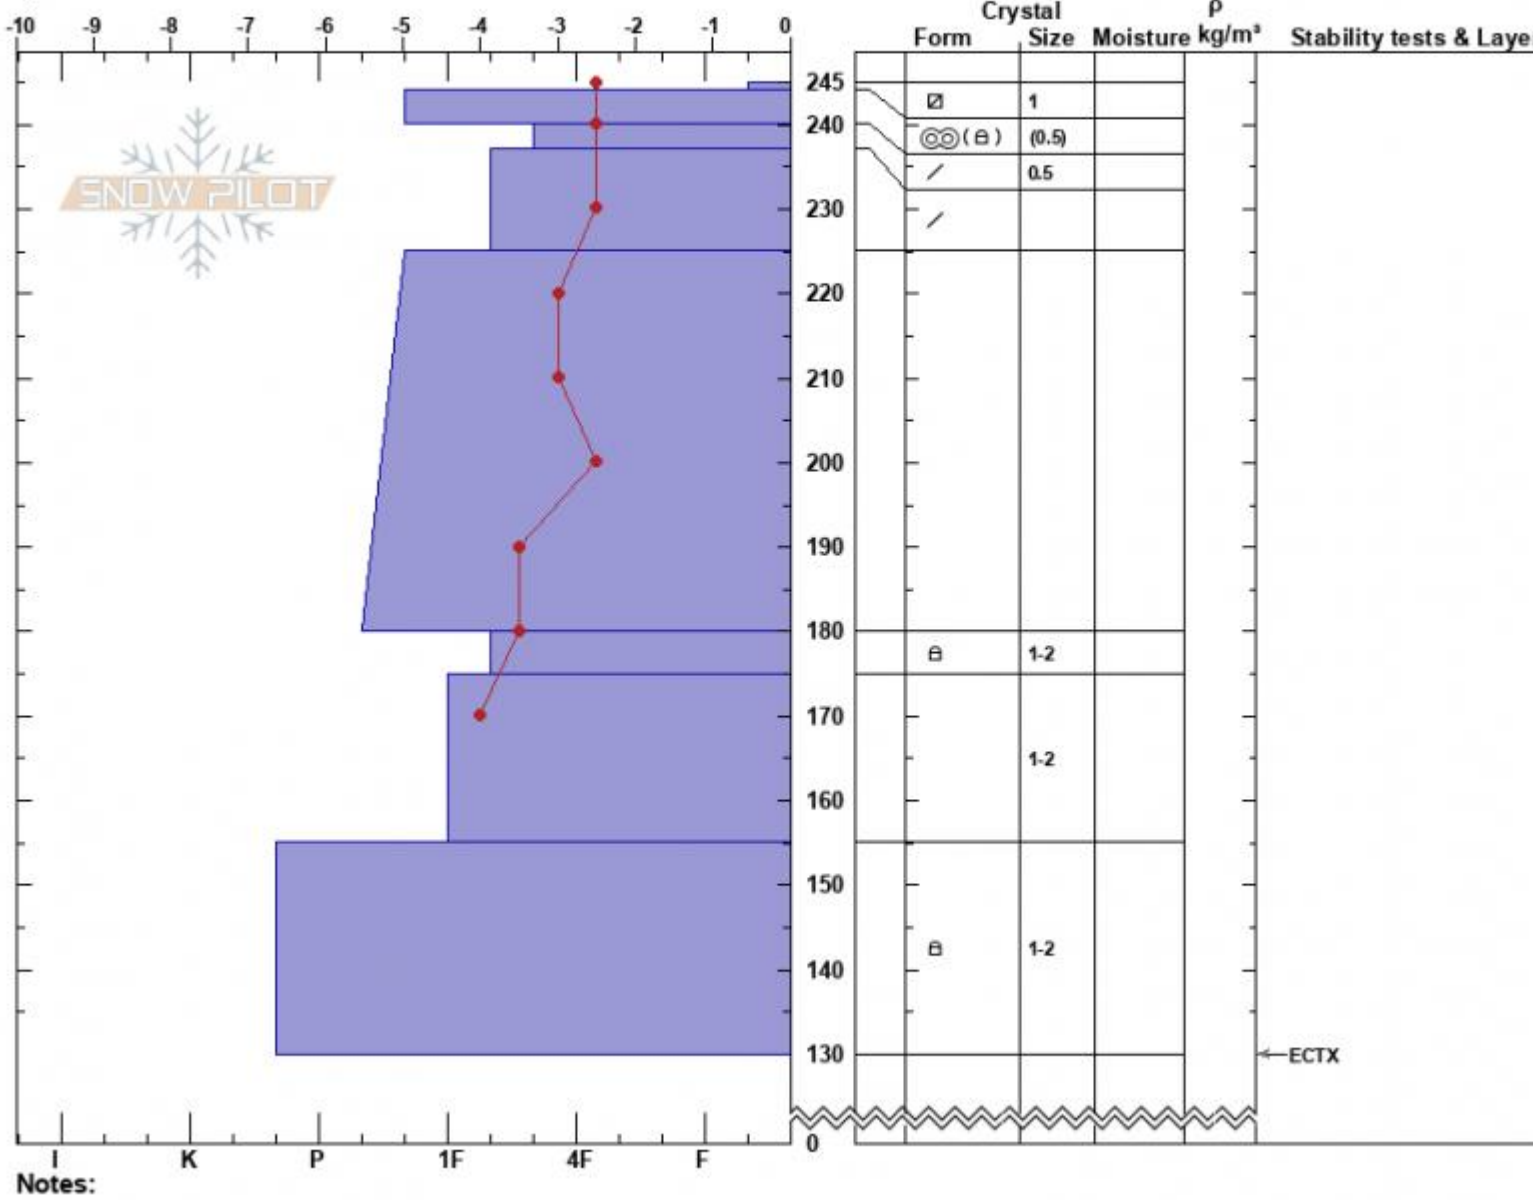 Crystal ρ
-10 -9 -8 -7 -6 -5 -4 -3 -2 -1 0
Form Size Moisture kg/m³ Stability tests & Laye
245
1
240
(0.5)
0.5
SNOW PILOT
230
220
210
200
190
180
1-2
170
1-2
160
150
1-2
140
130 ECTX
0
I K P 1F 4F F
Notes: